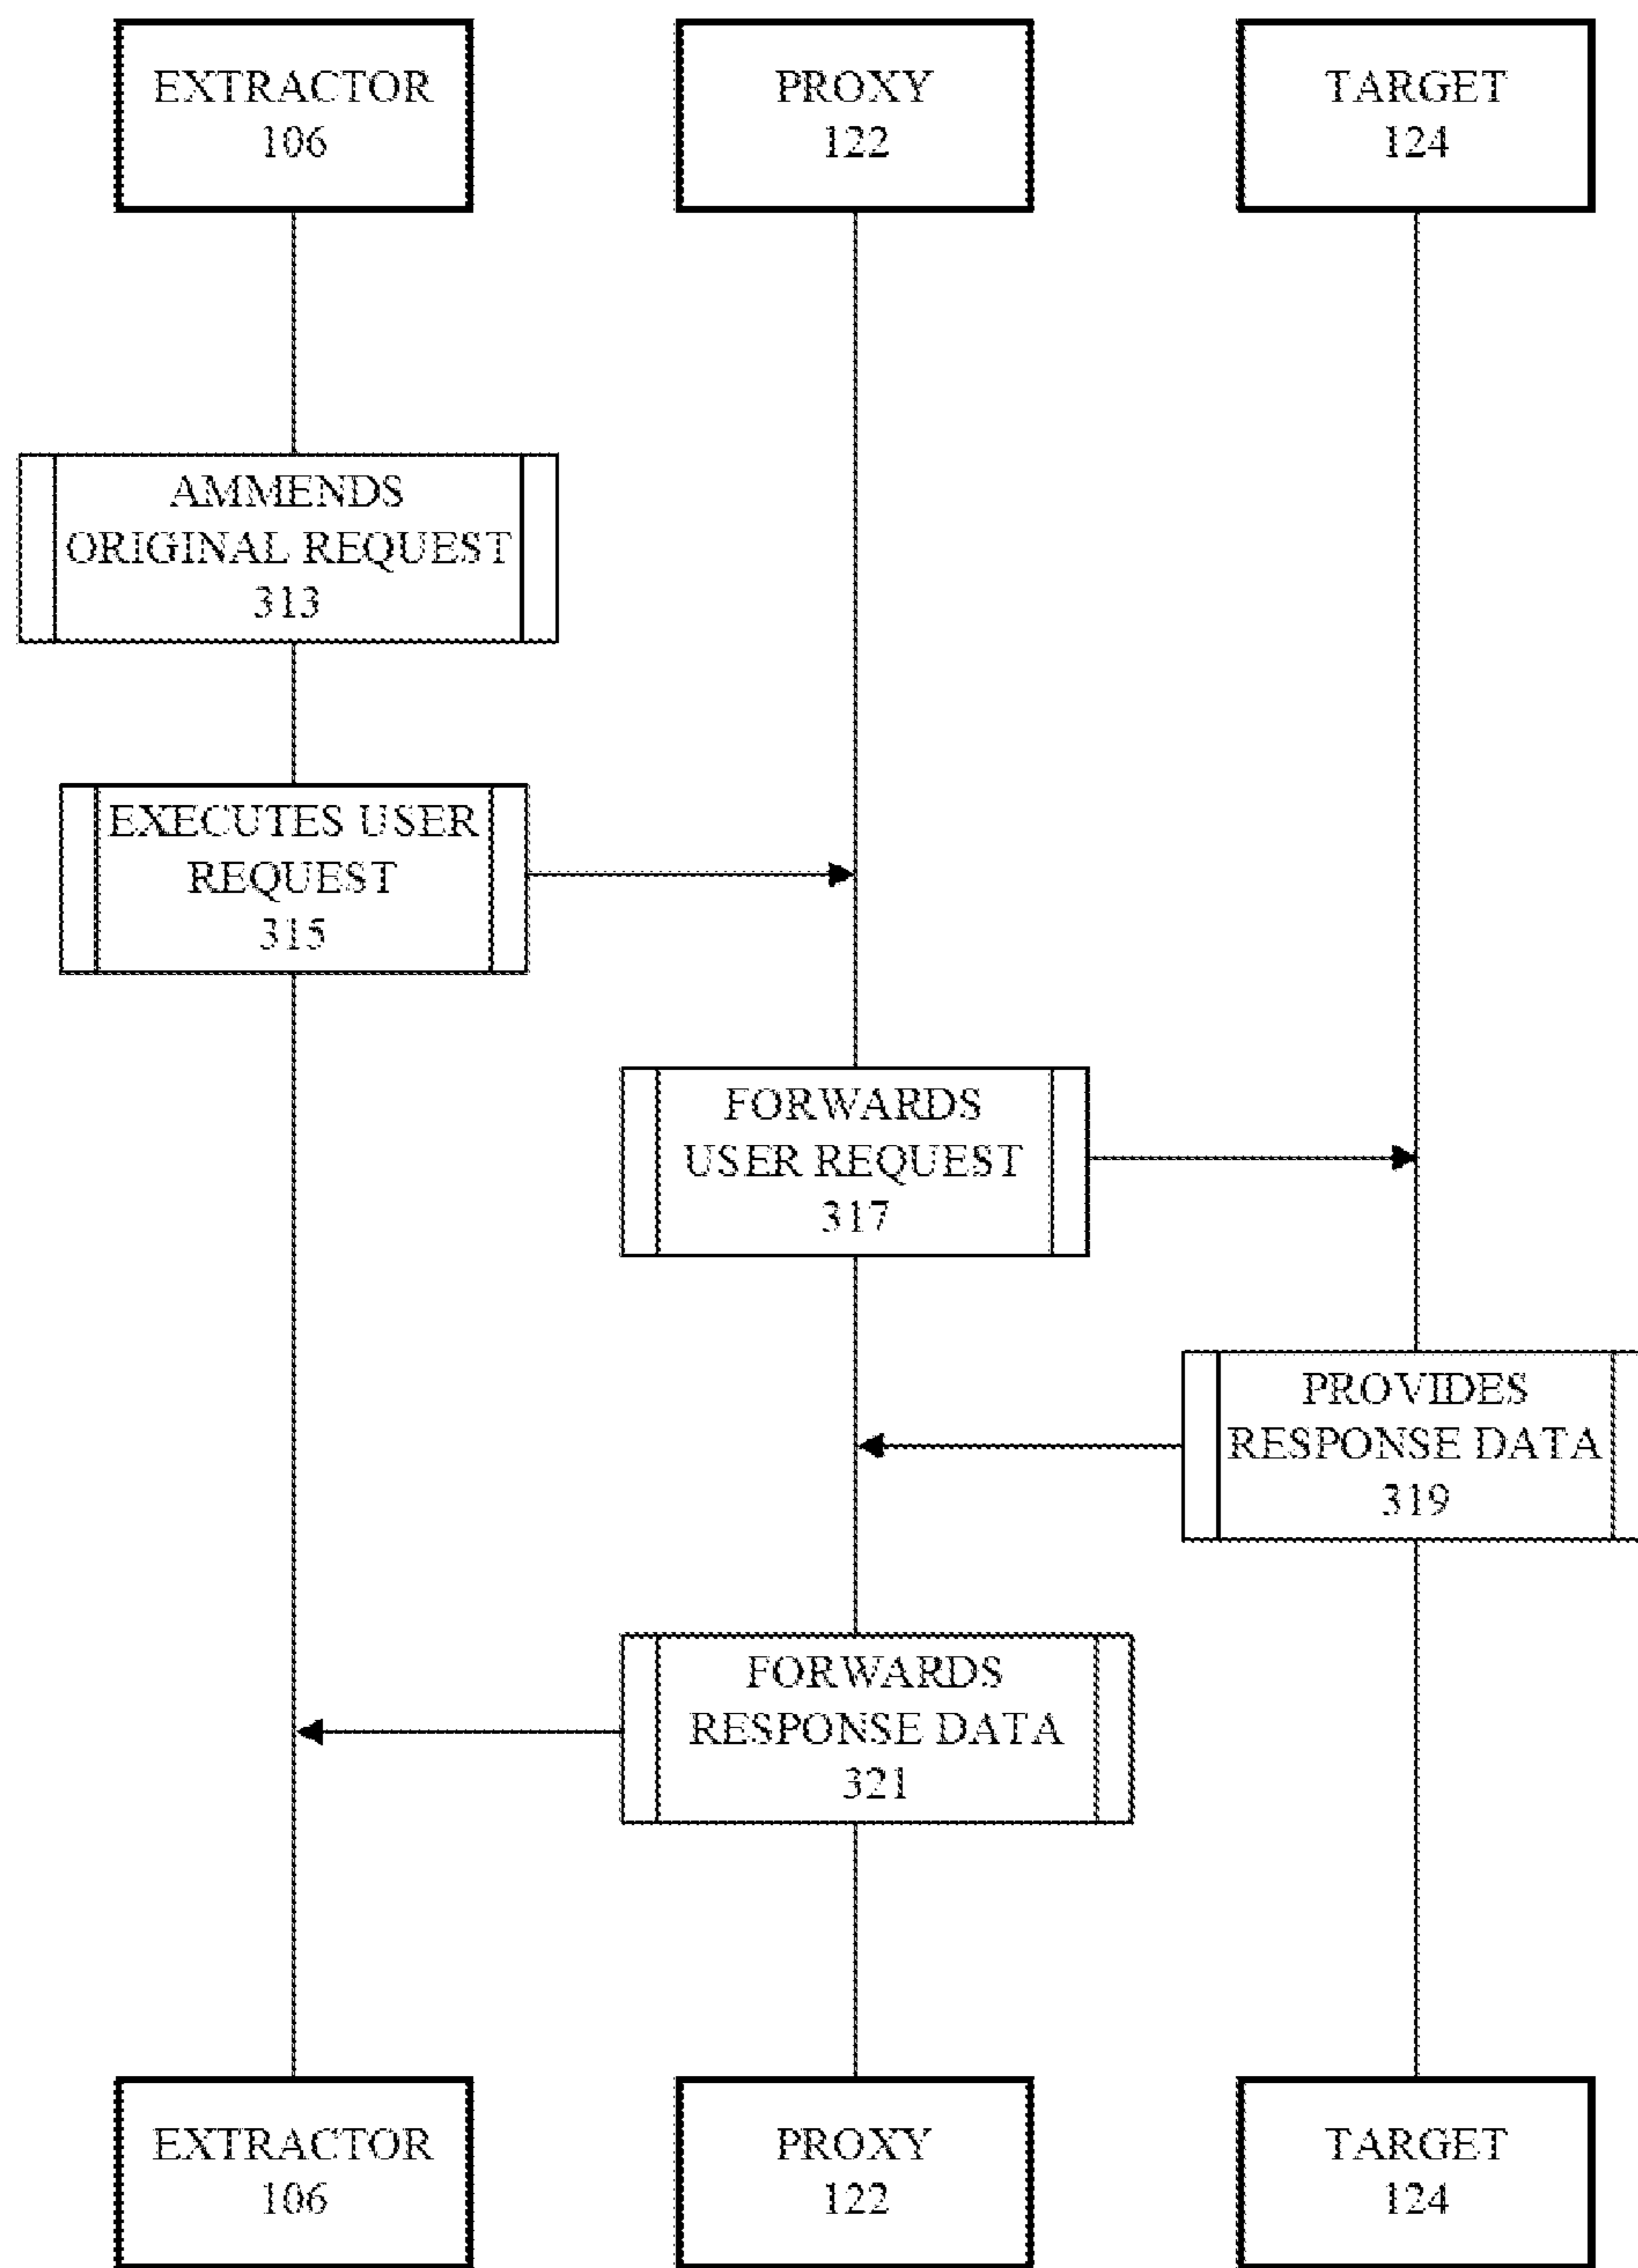 EXTRACTOR
106
PROXY
122
TARGET
124
AMMENDS
ORIGINAL REQUEST
313
EXECUTES USER
REQUEST
315
FORWARDS
USER REQUEST
317
PROVIDES
RESPONSE DATA
319
FORWARDS
RESPONSE DATA
321
EXTRACTOR
106
PROXY
122
TARGET
124